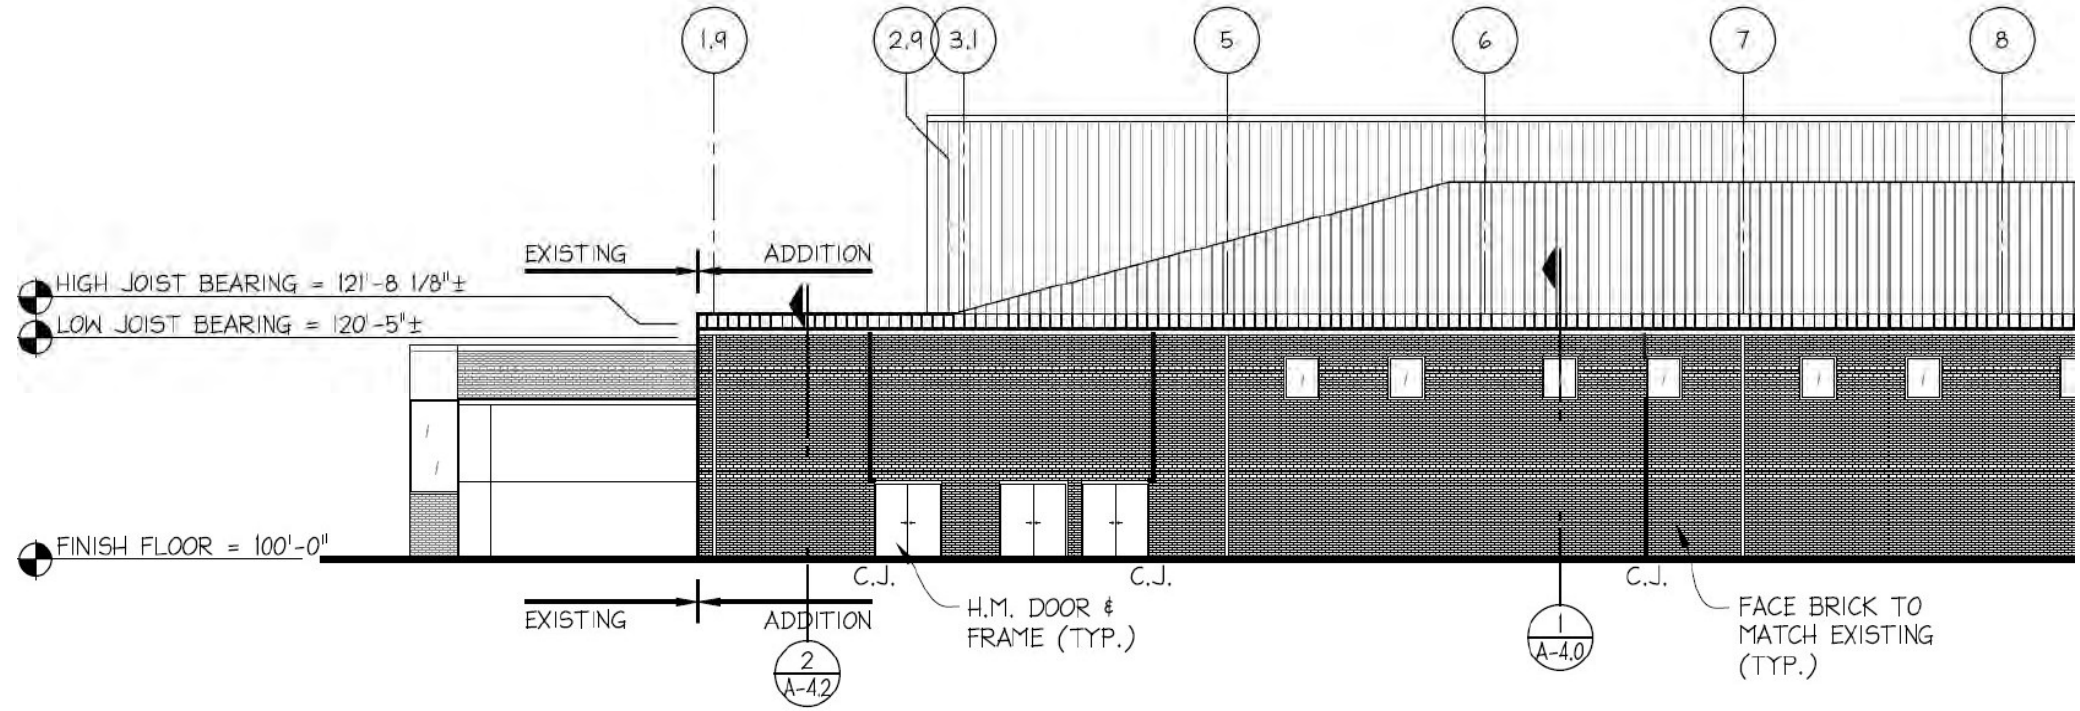 1.9
2.9
3.1
5
6
7
8
EXISTING
ADDITION
HIGH JOIST BEARING = 121'-8 1/8"±
LOW JOIST BEARING = 120'-5"±
FINISH FLOOR = 100'-0"
C.J.
C.J.
C.J.
EXISTING
ADDITION
H.M. DOOR &
FRAME (TYP.)
FACE BRICK TO
MATCH EXISTING
(TYP.)
1
A-4.0
2
A-4.2